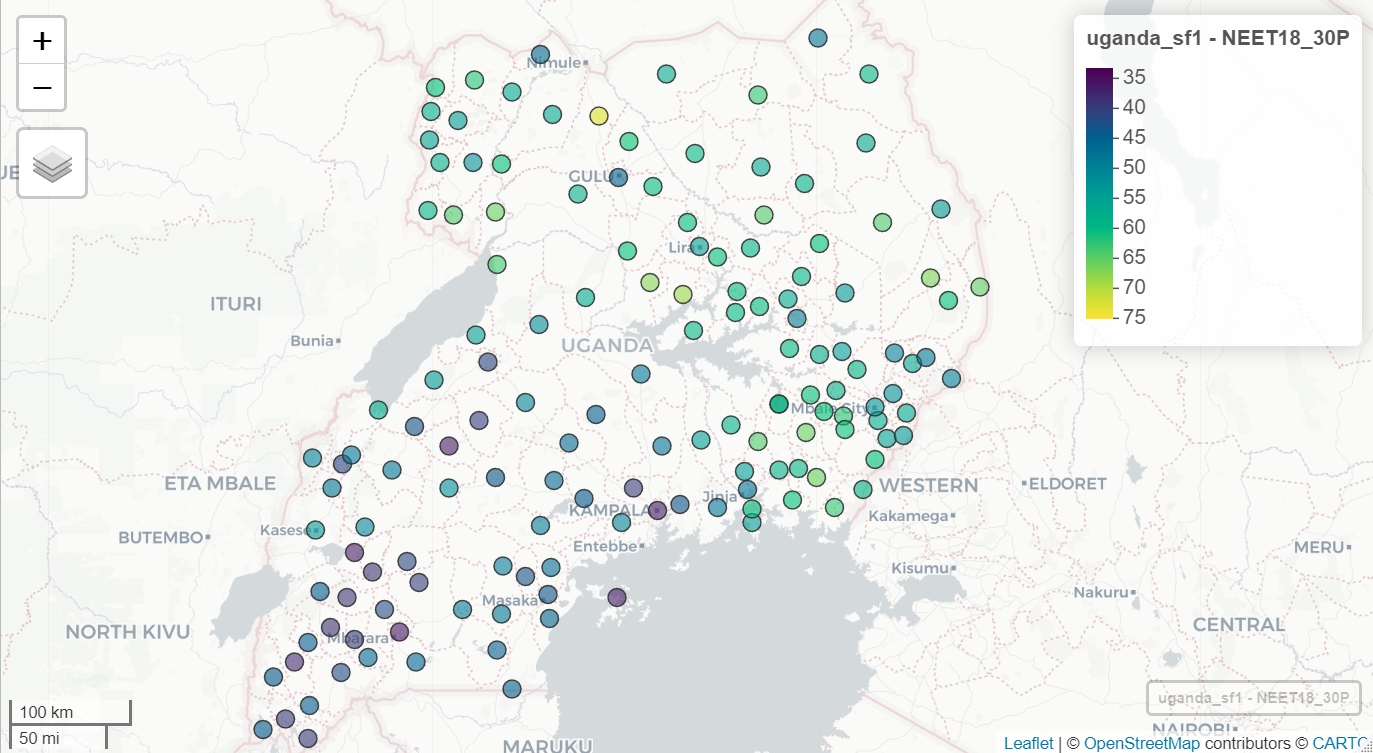 +
−
uganda_sf1 - NEET18_30P
35
40
45
50
55
60
65
70
75
Nimule
GULU
Lira
ITURI
Bunia
UGANDA
Mbale City
ETA MBALE
WESTERN
ELDORET
Jinja
KAMPALA
Kakamega
Kasese
BUTEMBO
Entebbe
MERU
Kisumu
Nakuru
Masaka
CENTRAL
NORTH KIVU
Mbarara
uganda_sf1 - NEET18_30P
100 km
50 mi
NAIROBI
MARUKU
Leaflet | © OpenStreetMap contributors © CARTO